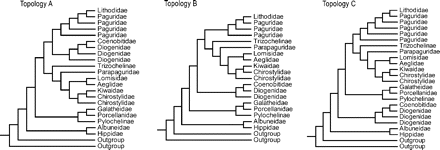 Topology A
Lithodidae
Paguridae
Paguridae
Paguridae
Paguridae
Coenobitidae
Diogenidae
Diogenidae
Diogenidae
Trizochelinae
Parapaguridae
Lomisidae
Aeglidae
Kiwaidae
Chirostylidae
Chirostylidae
Galatheidae
Porcellanidae
Pylochelinae
Albuneidae
Hippidae
Outgroup
Outgroup
Topology B
Lithodidae
Paguridae
Paguridae
Paguridae
Trizochelinae
Parapaguridae
Lomisidae
Aeglidae
Kiwaidae
Chirostylidae
Chirostylidae
Diogenidae
Coenobitidae
Diogenidae
Diogenidae
Galatheidae
Porcellanidae
Pylochelinae
Albuneidae
Hippidae
Outgroup
Outgroup
Topology C
Lithodidae
Paguridae
Paguridae
Paguridae
Paguridae
Trizochelinae
Parapaguridae
Lomisidae
Aeglidae
Kiwaidae
Chirostylidae
Chirostylidae
Galatheidae
Porcellanidae
Pylochelinae
Coenobitidae
Diogenidae
Diogenidae
Diogenidae
Albuneidae
Hippidae
Outgroup
Outgroup